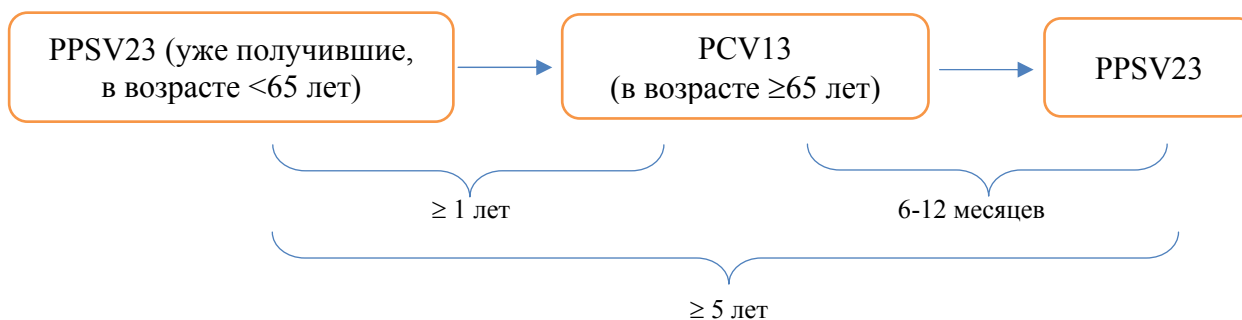 PPSV23 (уже получившие,
в возрасте <65 лет)
PCV13
(в возрасте ≥65 лет)
PPSV23
≥ 1 лет
6-12 месяцев
≥ 5 лет